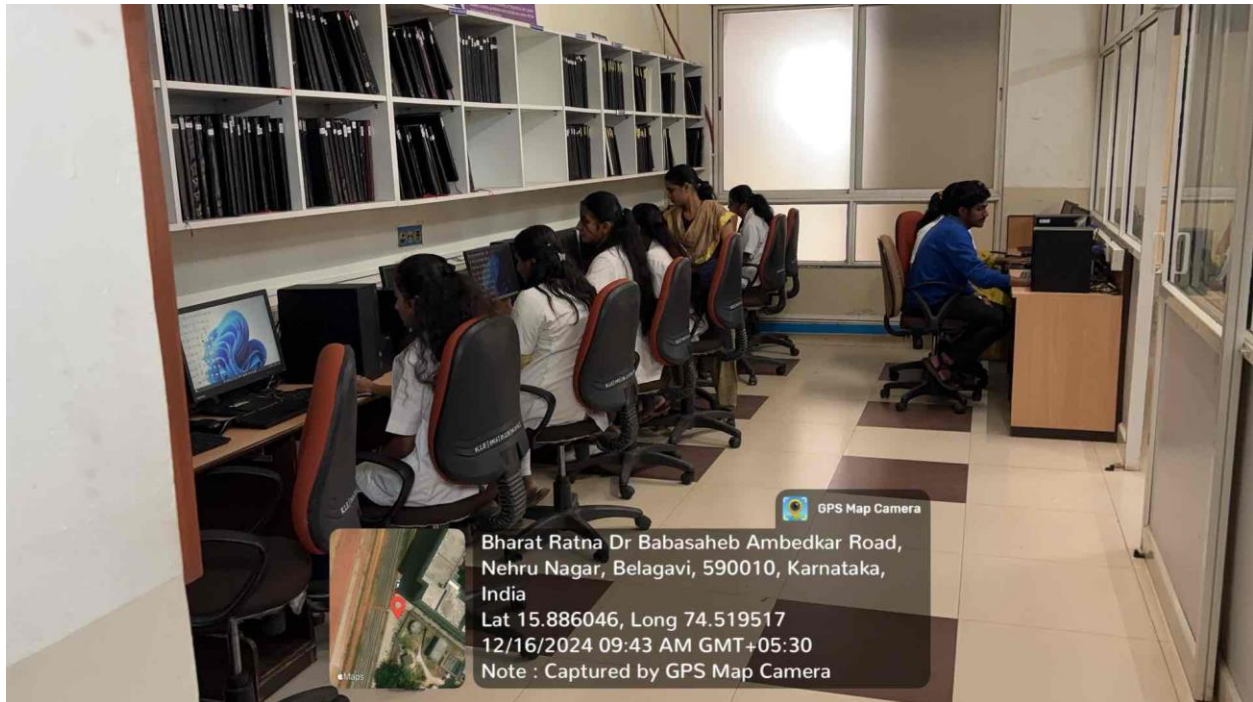 GPS Map Camera
Bharat Ratna Dr Babasaheb Ambedkar Road,
Nehru Nagar, Belagavi, 590010, Karnataka,
India
Lat 15.886046, Long 74.519517
12/16/2024 09:43 AM GMT+05:30
Note : Captured by GPS Map Camera
Maps